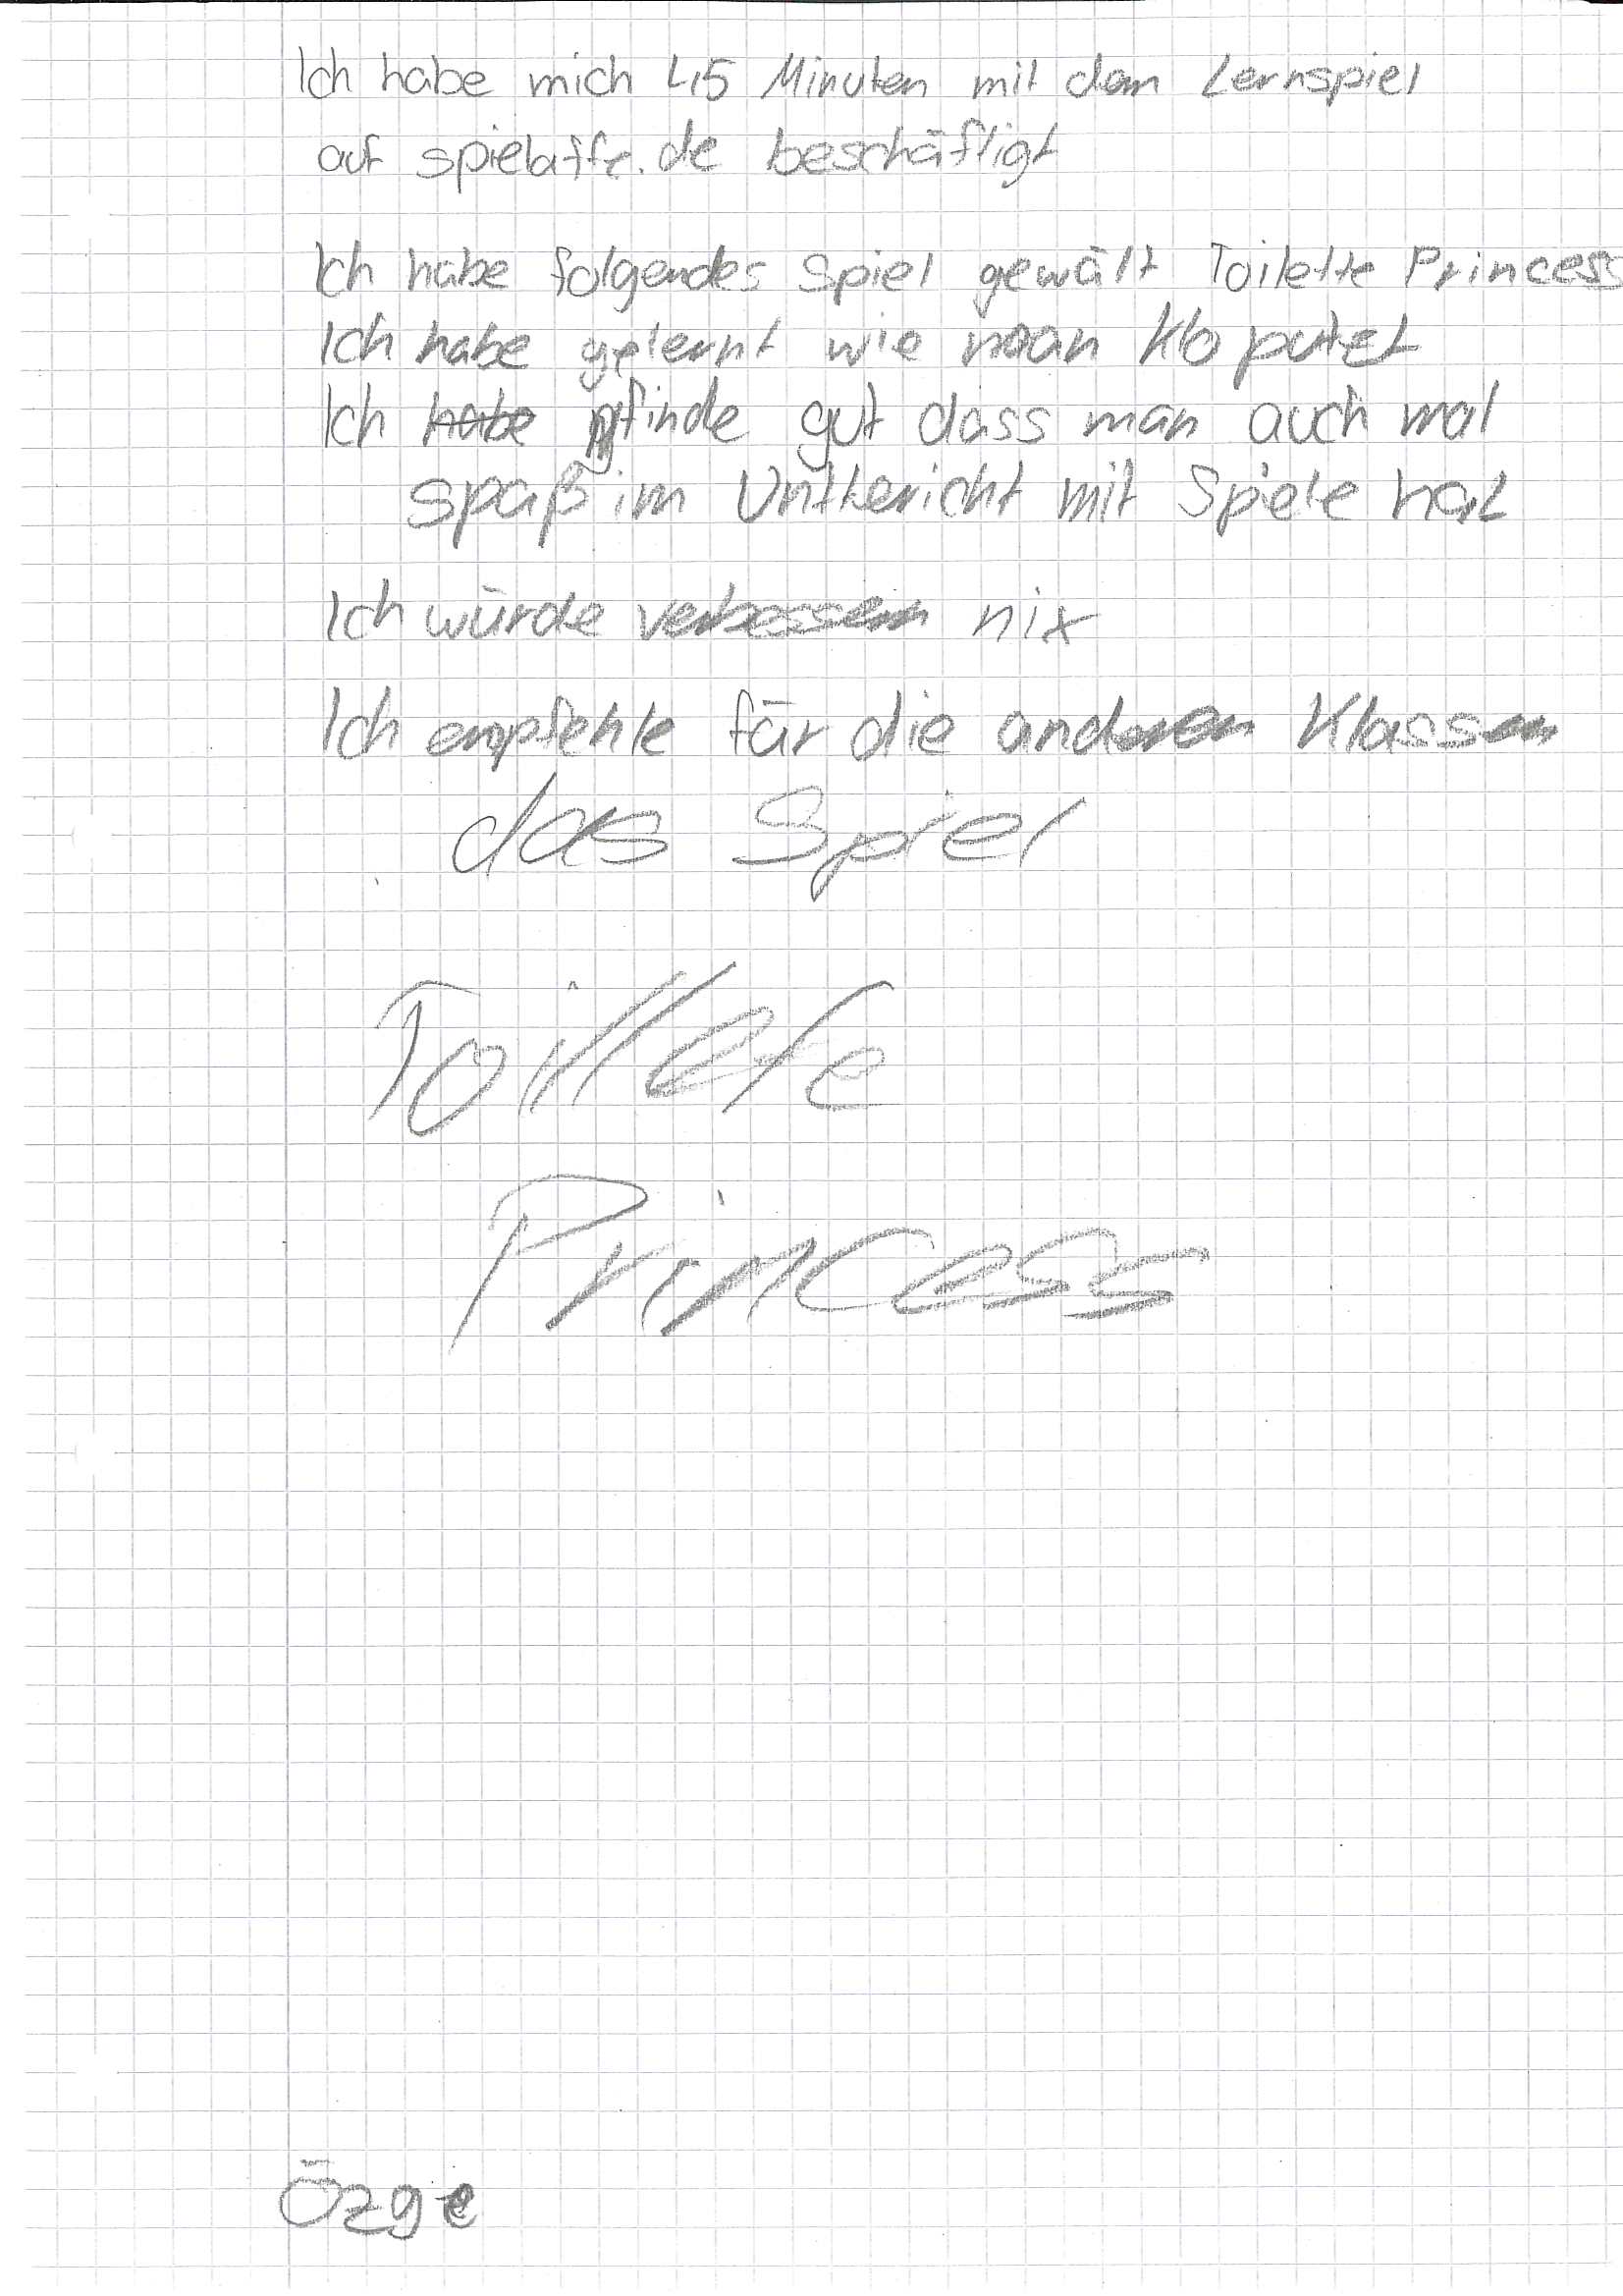 Ich habe mich 45 Minuten mit dem Lernspiel
auf spielaffe.de beschäftigt
Ich habe folgendes Spiel gewält Toilette Princess
Ich habe gelernt wie man Klo putzt
Ich habe finde gut dass man auch mal
spaß im Unterricht mit Spiele hat
Ich würde verbessern nix
Ich empfehle für die anderen Klassen
das Spiel
Toillete
Princess
Özge